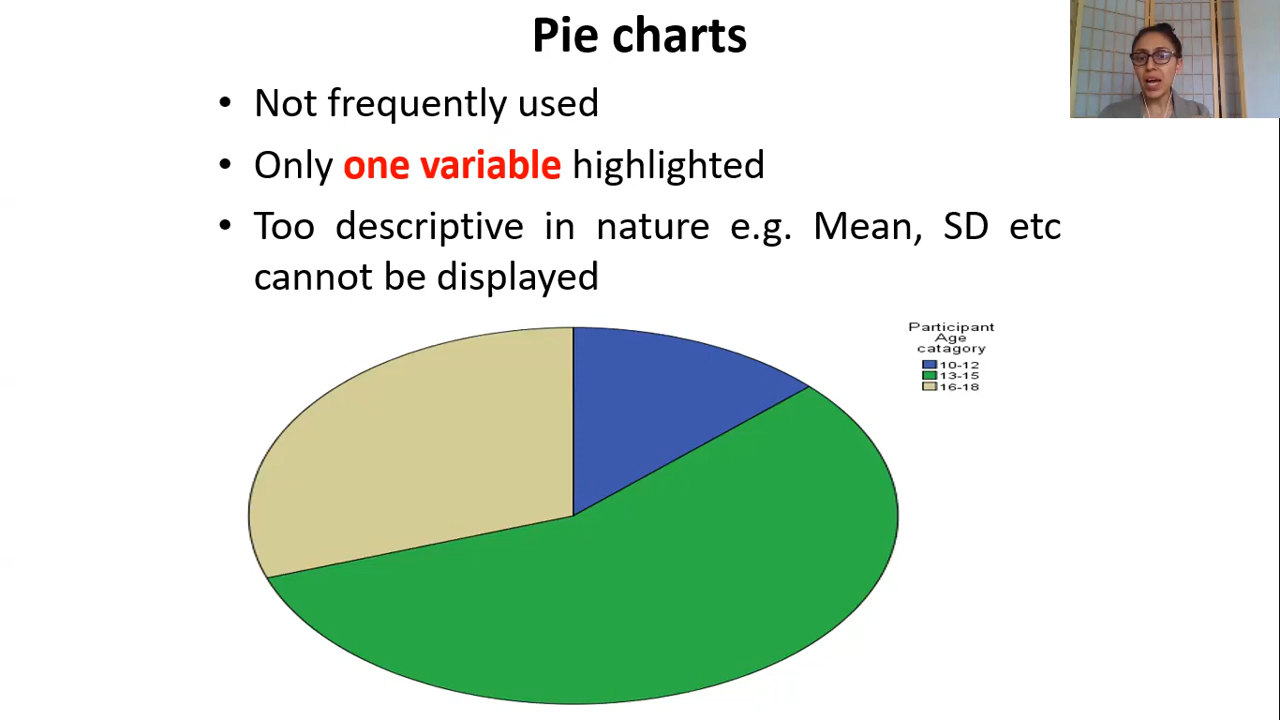 Pie charts
• Not frequently used
• Only one variable highlighted
• Too descriptive in nature e.g. Mean, SD etc
cannot be displayed
Participant
Age
catagory
10-12
13-15
16-18